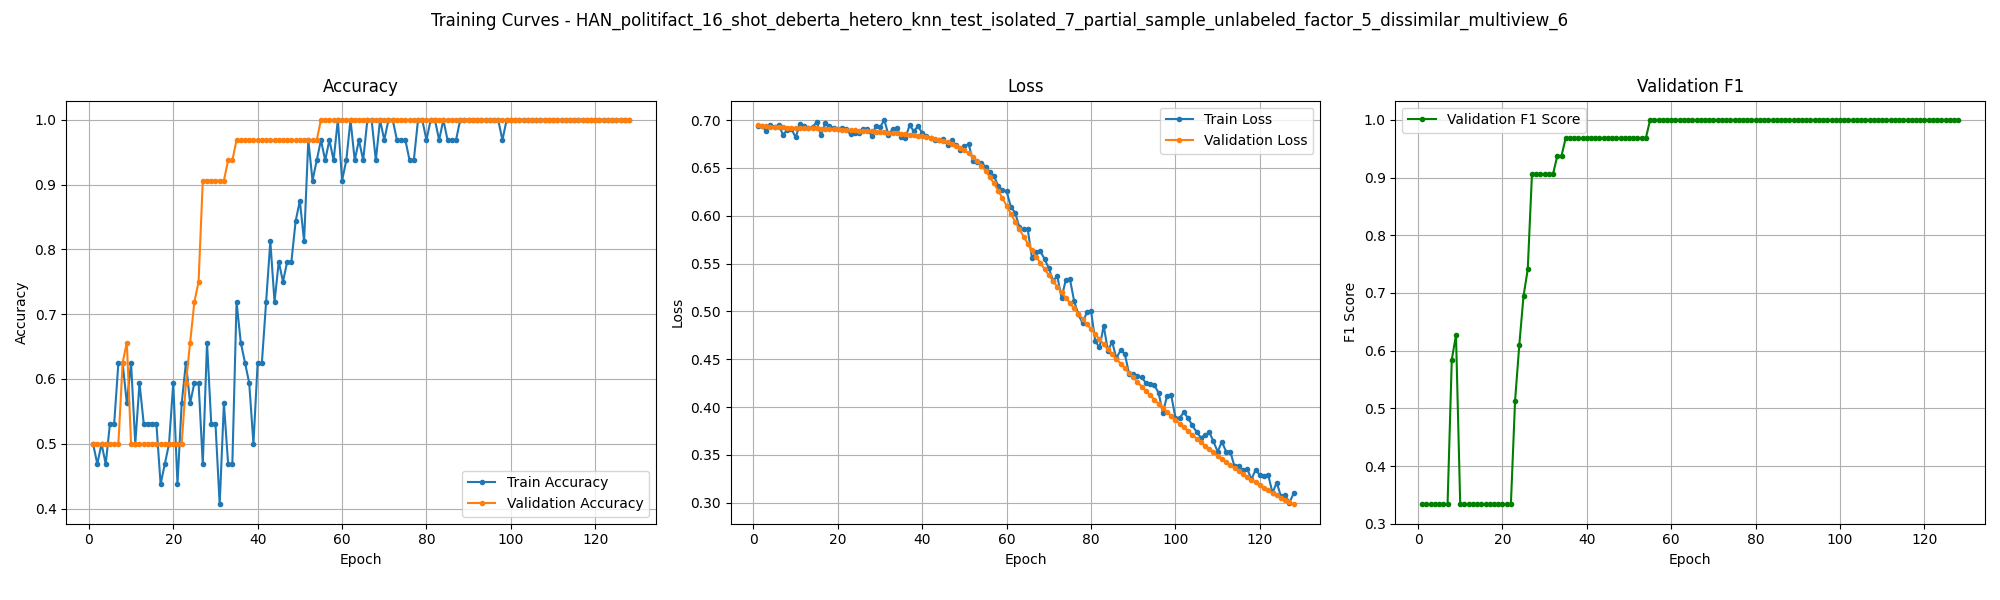 Training Curves - HAN_politifact_16_shot_deberta_hetero_knn_test_isolated_7_partial_sample_unlabeled_factor_5_dissimilar_multiview_6
Accuracy
1.0
0.9
0.8
0.7
0.6
0.5
0.4
Accuracy
Train Accuracy
Validation Accuracy
0 20 40 60 80 100 120
Epoch
Loss
0.70
0.65
0.60
0.55
0.50
0.45
0.40
0.35
0.30
Loss
Train Loss
Validation Loss
0 20 40 60 80 100 120
Epoch
Validation F1
1.0
0.9
0.8
0.7
0.6
0.5
0.4
0.3
F1 Score
Validation F1 Score
0 20 40 60 80 100 120
Epoch